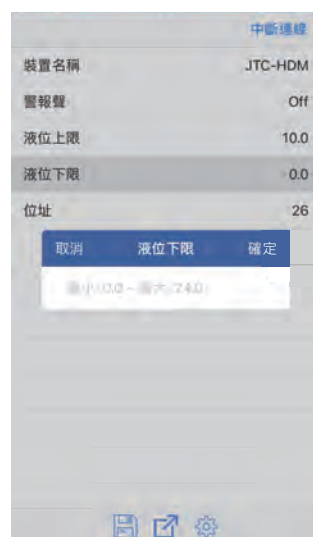 中斷連線
裝置名稱 JTC-HDM
警報聲 Off
液位上限 10.0
液位下限 0.0
位址 26
取消 液位下限 確定
最小: 0.0 ~ 最大: 24.0